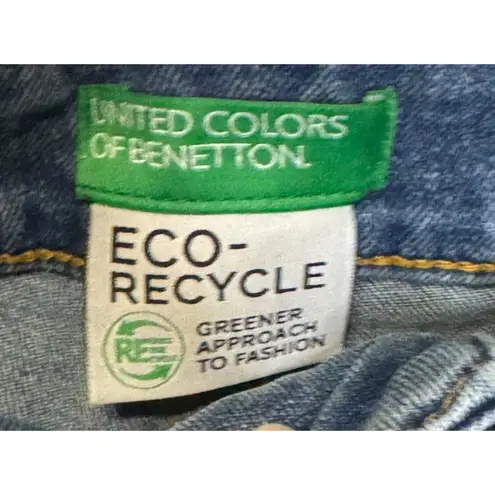 UNITED COLORS
OF BENETTON.
ECO-
RECYCLE
RE
GREENER
APPROACH
TO FASHION